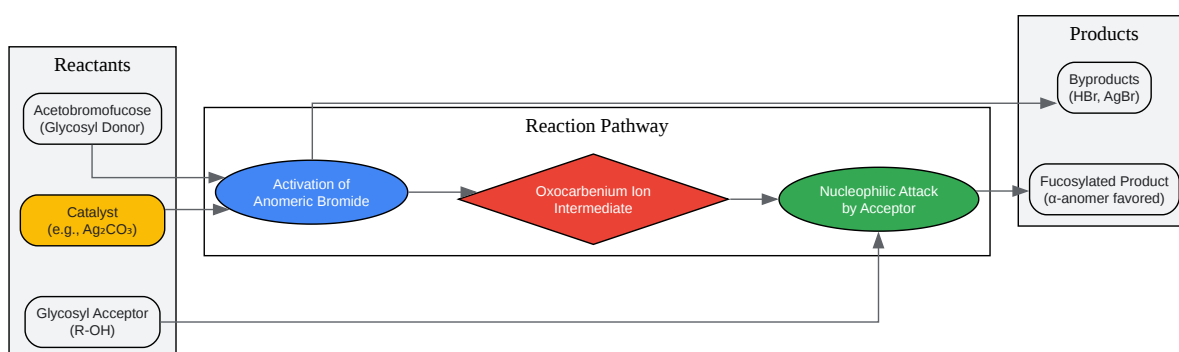 Reactants
Acetobromofucose
(Glycosyl Donor)
Catalyst
(e.g., Ag₂CO₃)
Glycosyl Acceptor
(R-OH)
Reaction Pathway
Activation of
Anomeric Bromide
Oxocarbenium Ion
Intermediate
Nucleophilic Attack
by Acceptor
Products
Byproducts
(HBr, AgBr)
Fucosylated Product
(α-anomer favored)